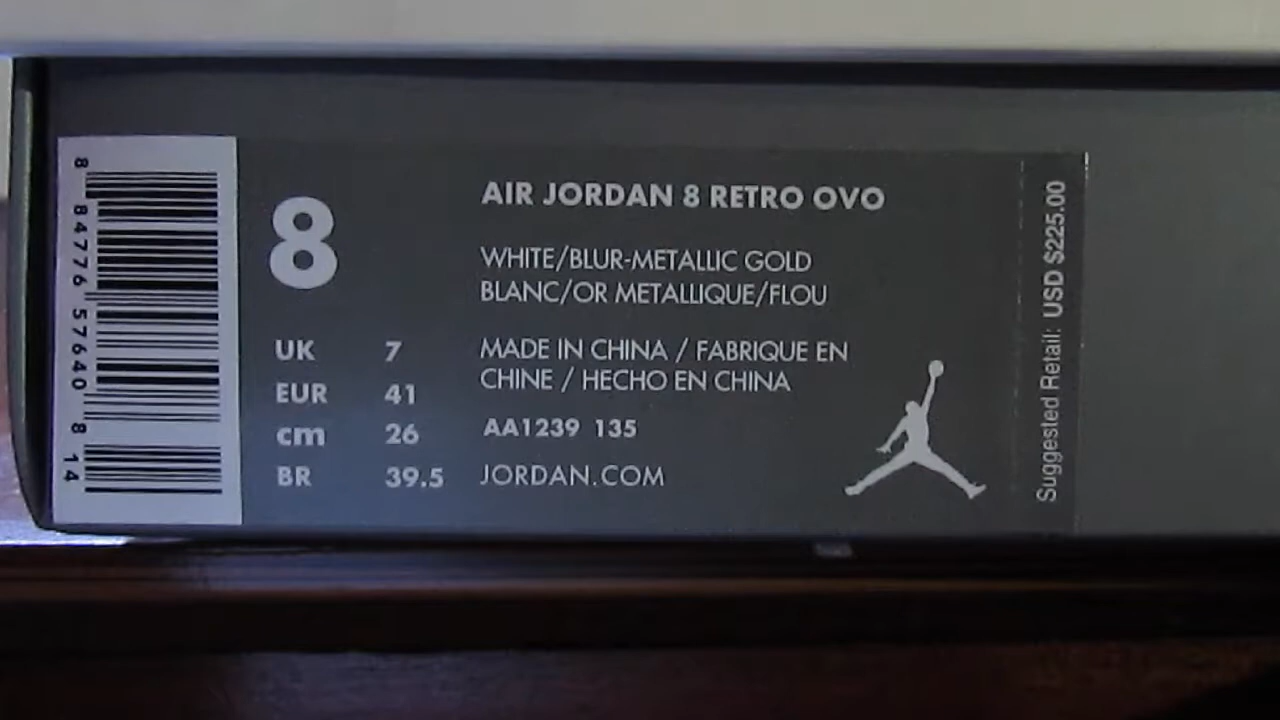 8 84776 57640 8 14
8
UK 7
EUR 41
cm 26
BR 39.5
AIR JORDAN 8 RETRO OVO
WHITE/BLUR-METALLIC GOLD
BLANC/OR METALLIQUE/FLOU
MADE IN CHINA / FABRIQUE EN
CHINE / HECHO EN CHINA
AA1239 135
JORDAN.COM
Suggested Retail: USD $225.00